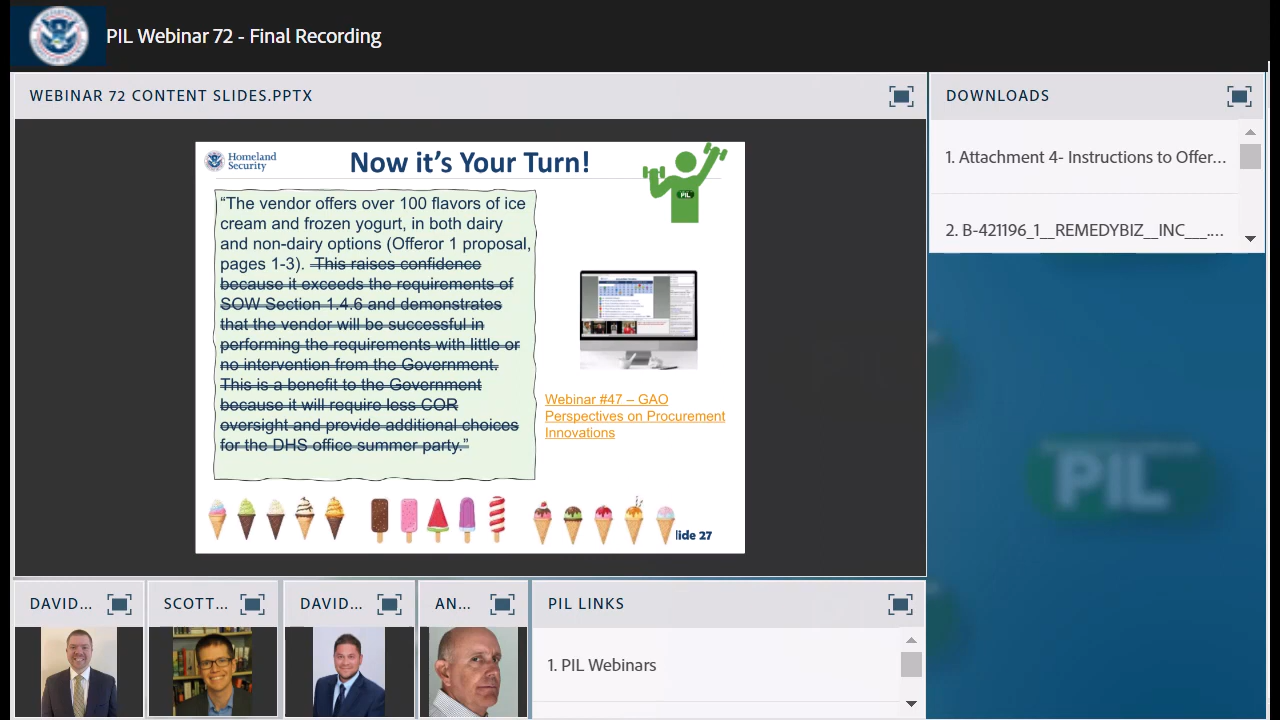 PIL Webinar 72 - Final Recording
WEBINAR 72 CONTENT SLIDES.PPTX
Homeland
Security
Now it's Your Turn!
PIL
“The vendor offers over 100 flavors of ice
cream and frozen yogurt, in both dairy
and non-dairy options (Offeror 1 proposal,
pages 1-3). This raises confidence
because it exceeds the requirements of
SOW Section 1.4.6 and demonstrates
that the vendor will be successful in
performing the requirements with little or
no intervention from the Government.
This is a benefit to the Government
because it will require less COR
oversight and provide additional choices
for the DHS office summer party.”
Webinar #47 – GAO
Perspectives on Procurement
Innovations
lide 27
DOWNLOADS
1. Attachment 4- Instructions to Offer...
2. B-421196_1__REMEDYBIZ__INC___....
PIL
DAVID...
SCOTT...
DAVID...
AN...
PIL LINKS
1. PIL Webinars